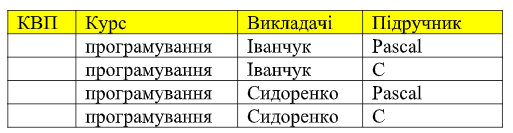 КВП Курс Викладачі Підручник
програмування Іванчук Pascal
програмування Іванчук С
програмування Сидоренко Pascal
програмування Сидоренко С